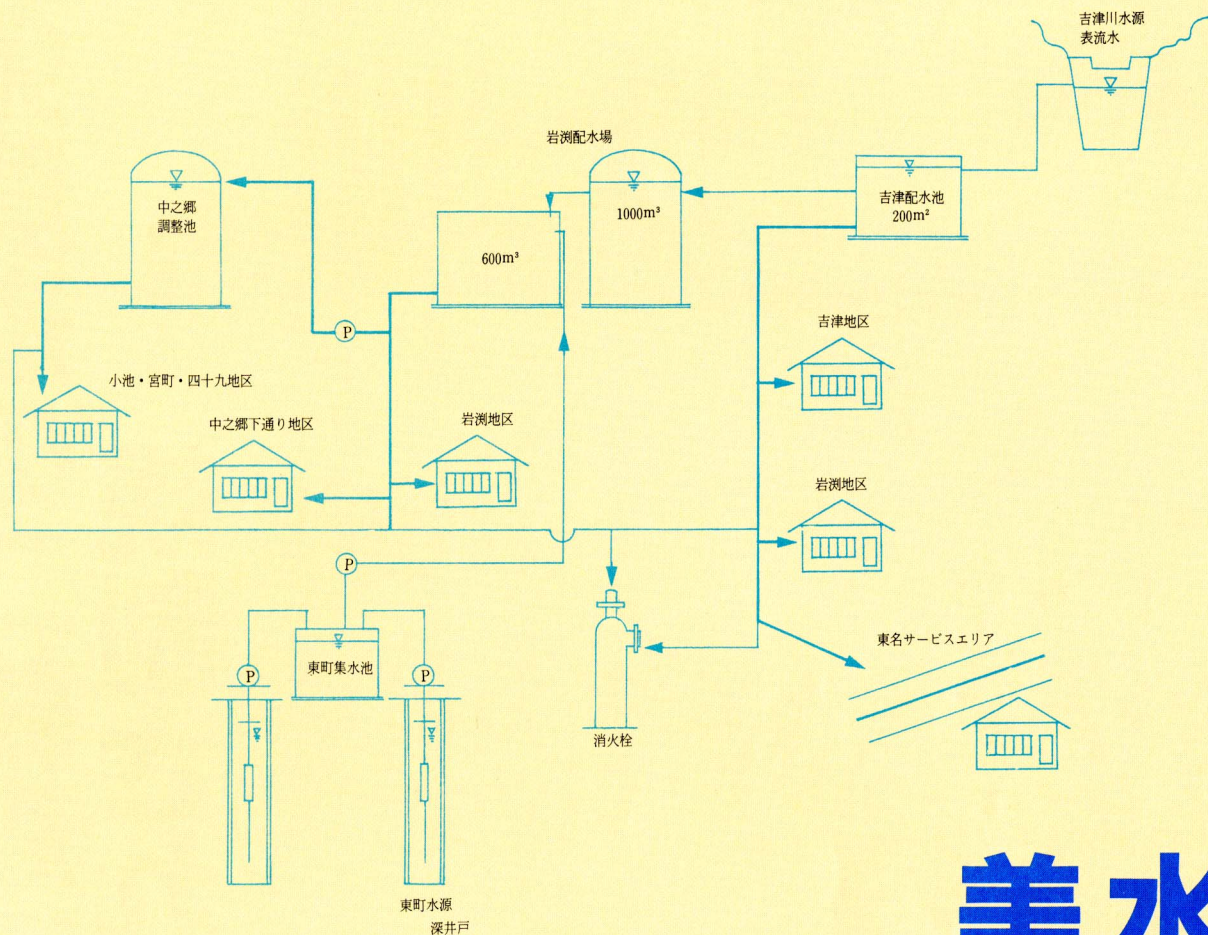 吉津川水源
表流水
岩渕配水場
中之郷
調整池
1000m³
600m³
吉津配水池
200m²
吉津地区
P
小池・宮町・四十九地区
中之郷下通り地区
岩渕地区
岩渕地区
P
東町集水池
P
P
東名サービスエリア
消火栓
東町水源
深井戸
美水